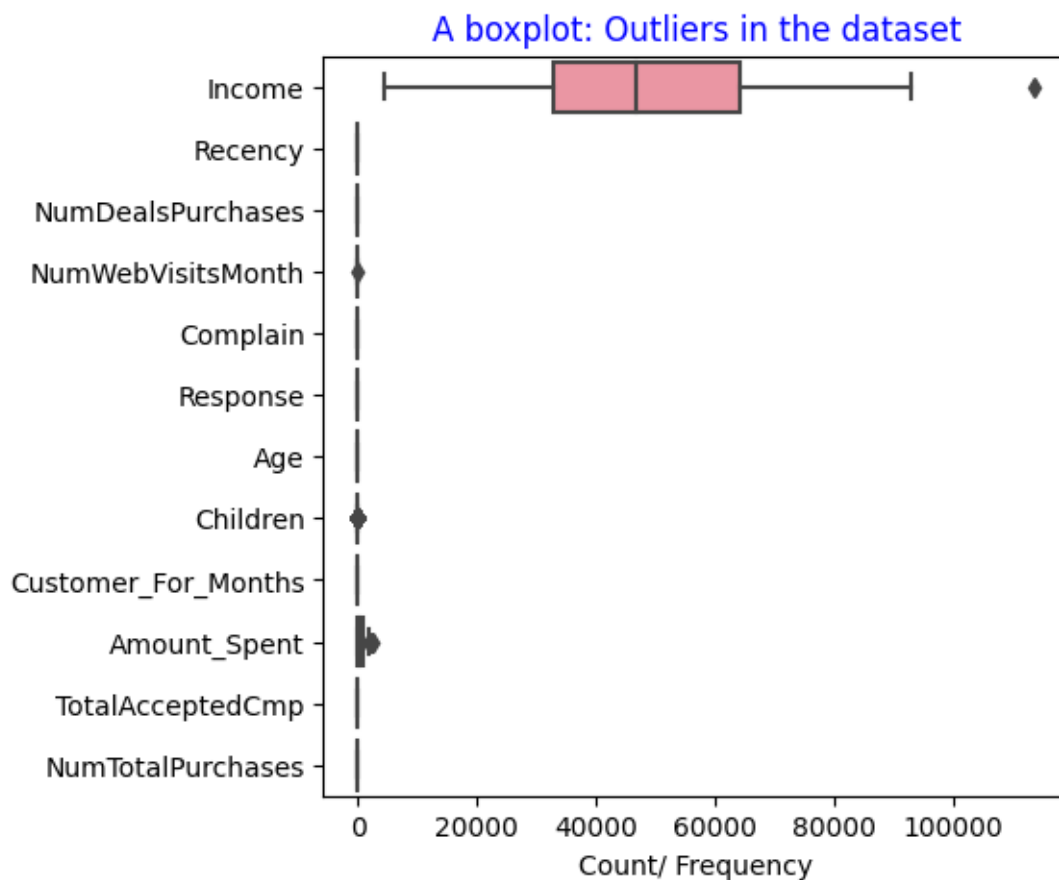 A boxplot: Outliers in the dataset
Income
Recency
NumDealsPurchases
NumWebVisitsMonth
Complain
Response
Age
Children
Customer_For_Months
Amount_Spent
TotalAcceptedCmp
NumTotalPurchases
0 20000 40000 60000 80000 100000
Count/ Frequency